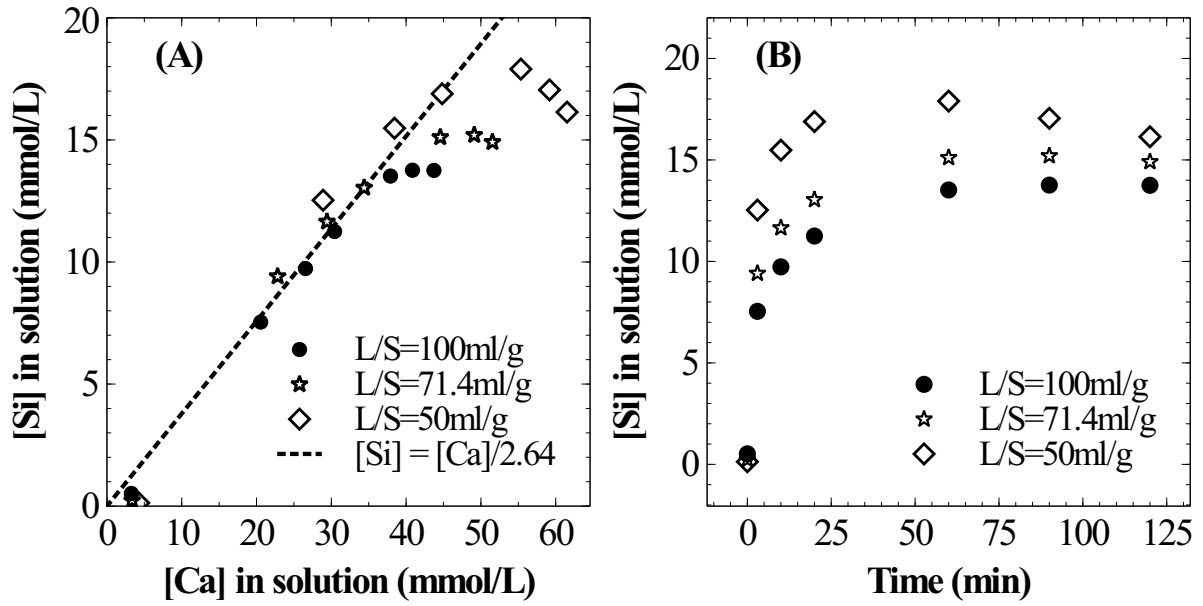 (A)
[Si] in solution (mmol/L)
20
15
10
5
0
L/S=100ml/g
L/S=71.4ml/g
L/S=50ml/g
[Si] = [Ca]/2.64
0 10 20 30 40 50 60
[Ca] in solution (mmol/L)
(B)
[Si] in solution (mmol/L)
20
15
10
5
0
L/S=100ml/g
L/S=71.4ml/g
L/S=50ml/g
0 25 50 75 100 125
Time (min)